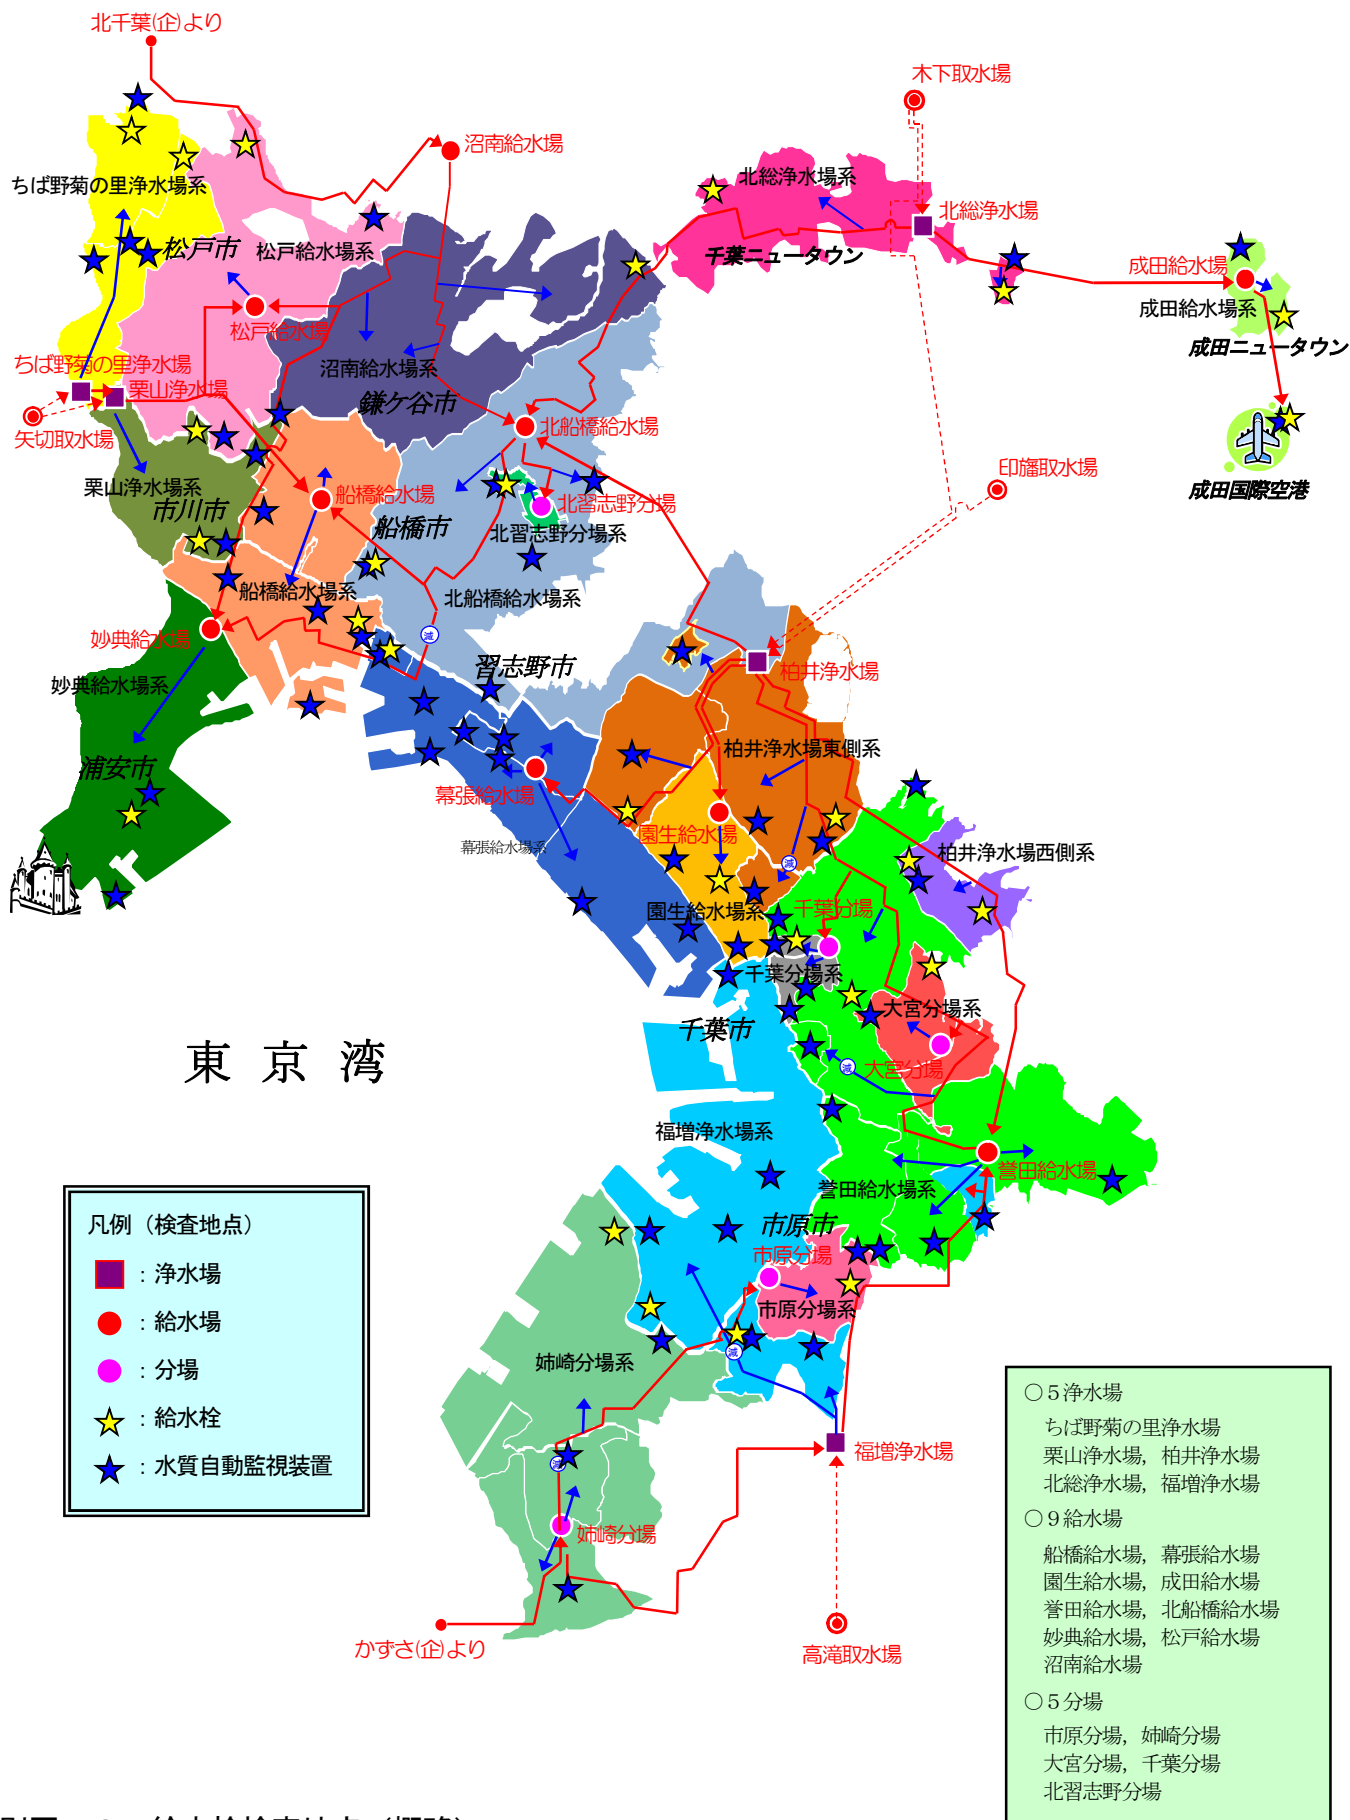 北千葉(企)より
木下取水場
沼南給水場
ちば野菊の里浄水場系
北総浄水場系
北総浄水場
松戸市
松戸給水場系
千葉ニュータウン
成田給水場
成田給水場系
松戸給水場
成田ニュータウン
ちば野菊の里浄水場
沼南給水場系
栗山浄水場
鎌ケ谷市
矢切取水場
北船橋給水場
印旛取水場
栗山浄水場系
船橋給水場
成田国際空港
市川市
船橋市
北習志野分場
北習志野分場系
船橋給水場系
北船橋給水場系
減
妙典給水場
習志野市
柏井浄水場
妙典給水場系
浦安市
柏井浄水場東側系
幕張給水場
園生給水場
幕張給水場系
柏井浄水場西側系
減
園生給水場系
千葉分場
千葉分場系
大宮分場系
千葉市
東京湾
減
大宮分場
福増浄水場系
誉田給水場
誉田給水場系
市原市
市原分場
市原分場系
減
姉崎分場系
福増浄水場
減
姉崎分場
かずさ(企)より
高滝取水場
凡例（検査地点）
：浄水場
：給水場
：分場
：給水栓
：水質自動監視装置
○５浄水場
ちば野菊の里浄水場
栗山浄水場，柏井浄水場
北総浄水場，福増浄水場
○９給水場
船橋給水場，幕張給水場
園生給水場，成田給水場
誉田給水場，北船橋給水場
妙典給水場，松戸給水場
沼南給水場
○５分場
市原分場，姉崎分場
大宮分場，千葉分場
北習志野分場